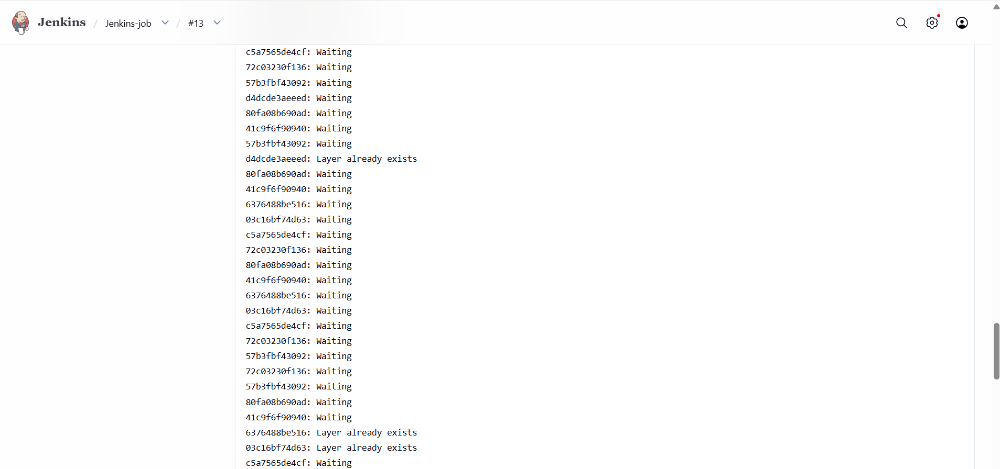 Jenkins / Jenkins-job / #13
c5a7565de4cf: Waiting
72c03230f136: Waiting
57b3fbf43092: Waiting
d4dcde3aeeed: Waiting
80fa08b690ad: Waiting
41c9f6f90940: Waiting
57b3fbf43092: Waiting
d4dcde3aeeed: Layer already exists
80fa08b690ad: Waiting
41c9f6f90940: Waiting
6376488be516: Waiting
03c16bf74d63: Waiting
c5a7565de4cf: Waiting
72c03230f136: Waiting
80fa08b690ad: Waiting
41c9f6f90940: Waiting
6376488be516: Waiting
03c16bf74d63: Waiting
c5a7565de4cf: Waiting
72c03230f136: Waiting
57b3fbf43092: Waiting
72c03230f136: Waiting
57b3fbf43092: Waiting
80fa08b690ad: Waiting
41c9f6f90940: Waiting
6376488be516: Layer already exists
03c16bf74d63: Layer already exists
c5a7565de4cf: Waiting